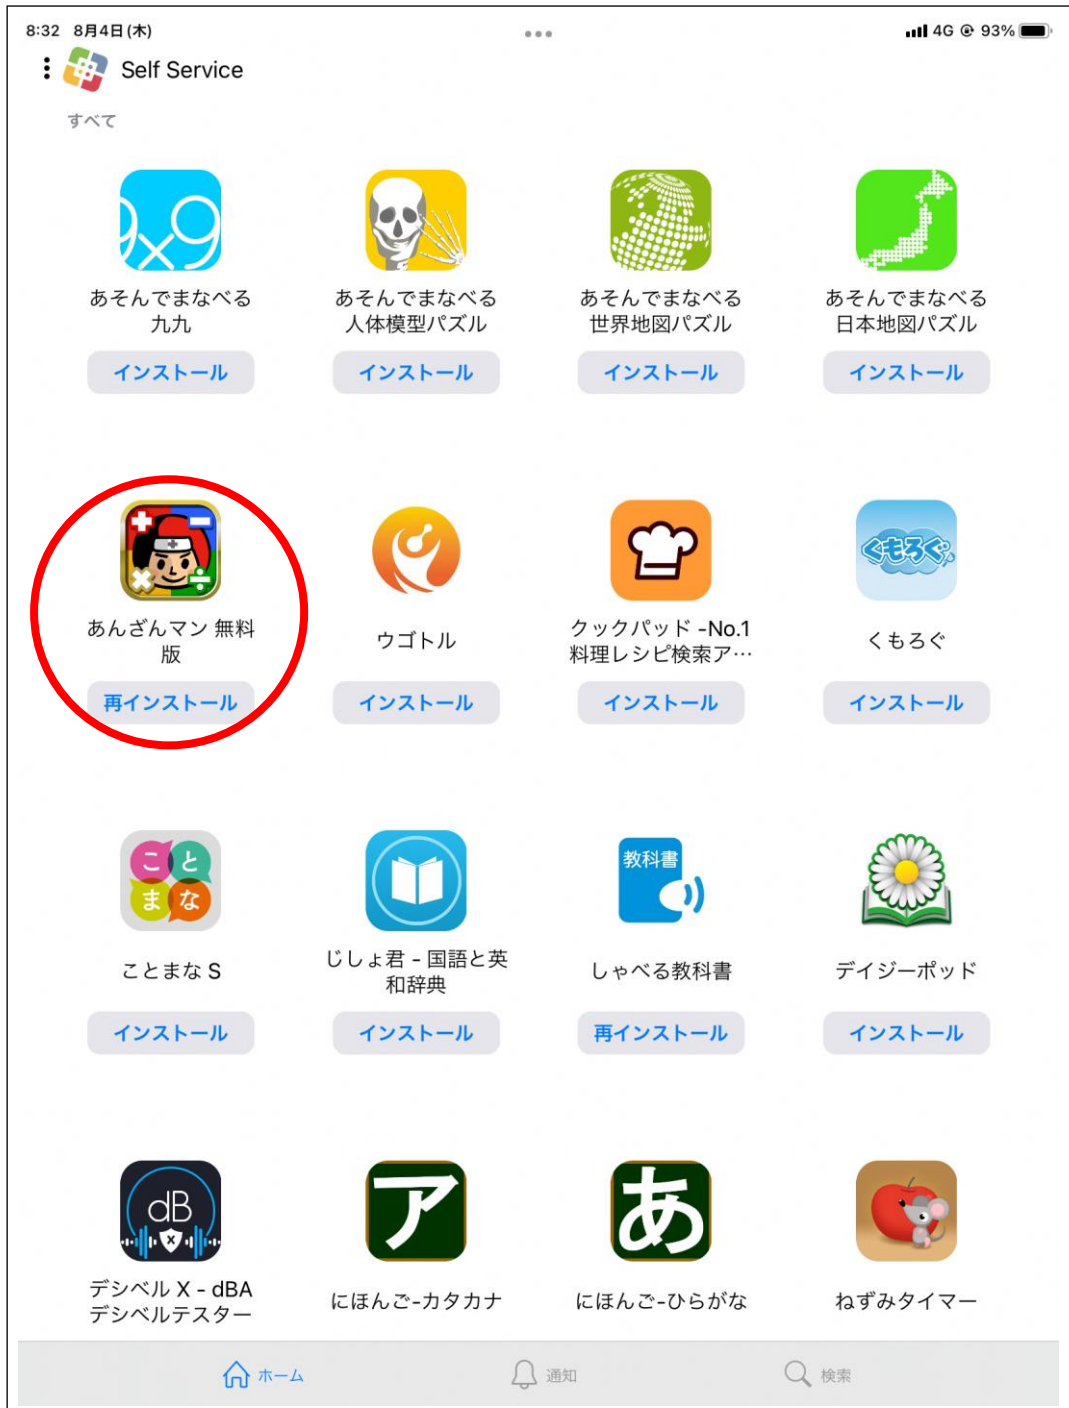 8:32 8月4日(木)
4G 93%
Self Service
すべて
9x9
あそんでまなべる
九九
インストール
あそんでまなべる
人体模型パズル
インストール
あそんでまなべる
世界地図パズル
インストール
あそんでまなべる
日本地図パズル
インストール
あんざんマン 無料
版
再インストール
ウゴトル
インストール
クックパッド -No.1
料理レシピ検索ア…
インストール
くもろぐ
くもろぐ
インストール
こと
まな
ことまな S
インストール
じしょ君 - 国語と英
和辞典
インストール
教科書
しゃべる教科書
再インストール
デイジーポッド
インストール
dB
X
デシベル X - dBA
デシベルテスター
ア
にほんご-カタカナ
あ
にほんご-ひらがな
ねずみタイマー
ホーム
通知
検索